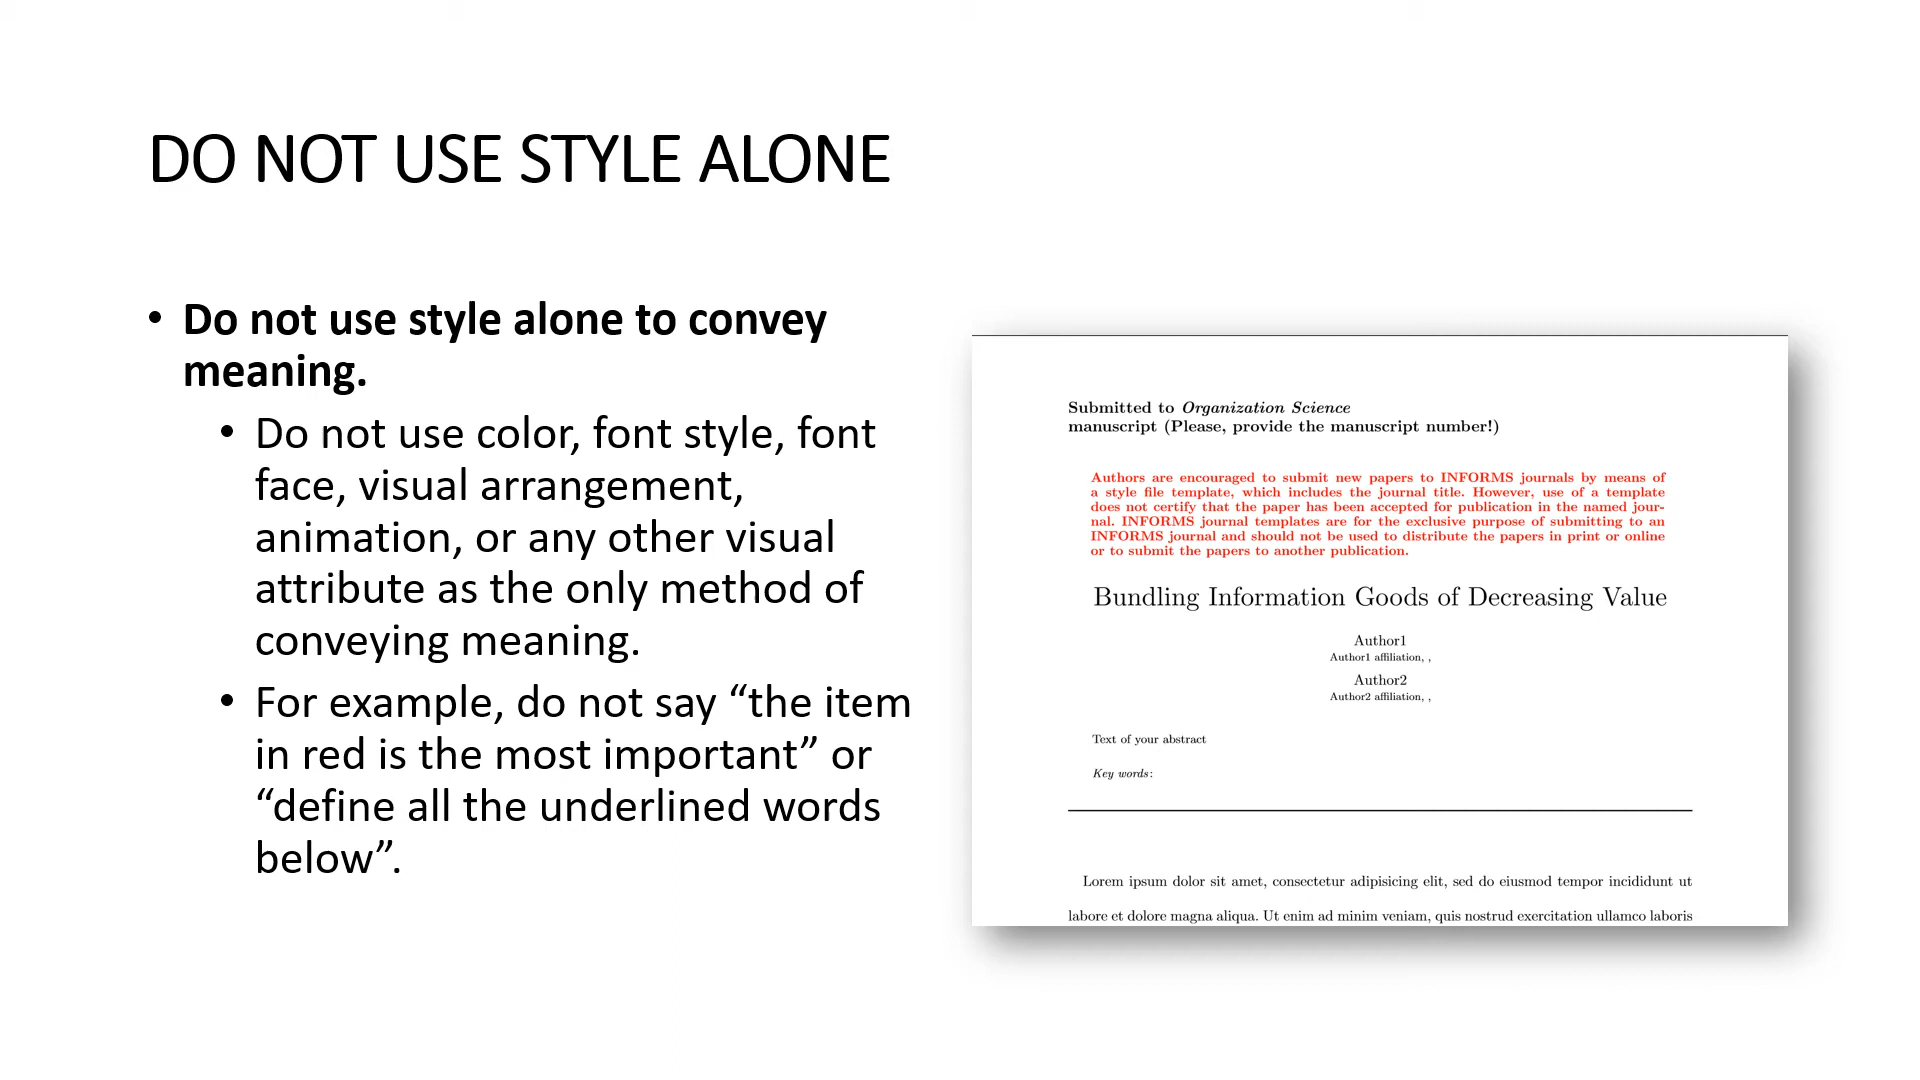 DO NOT USE STYLE ALONE
• Do not use style alone to convey
meaning.
• Do not use color, font style, font
face, visual arrangement,
animation, or any other visual
attribute as the only method of
conveying meaning.
• For example, do not say “the item
in red is the most important” or
“define all the underlined words
below”.
Submitted to Organization Science
manuscript (Please, provide the manuscript number!)
Authors are encouraged to submit new papers to INFORMS journals by means of
a style file template, which includes the journal title. However, use of a template
does not certify that the paper has been accepted for publication in the named jour-
nal. INFORMS journal templates are for the exclusive purpose of submitting to an
INFORMS journal and should not be used to distribute the papers in print or online
or to submit the papers to another publication.
Bundling Information Goods of Decreasing Value
Author1
Author1 affiliation, ,
Author2
Author2 affiliation, ,
Text of your abstract
Key words:
Lorem ipsum dolor sit amet, consectetur adipisicing elit, sed do eiusmod tempor incididunt ut
labore et dolore magna aliqua. Ut enim ad minim veniam, quis nostrud exercitation ullamco laboris